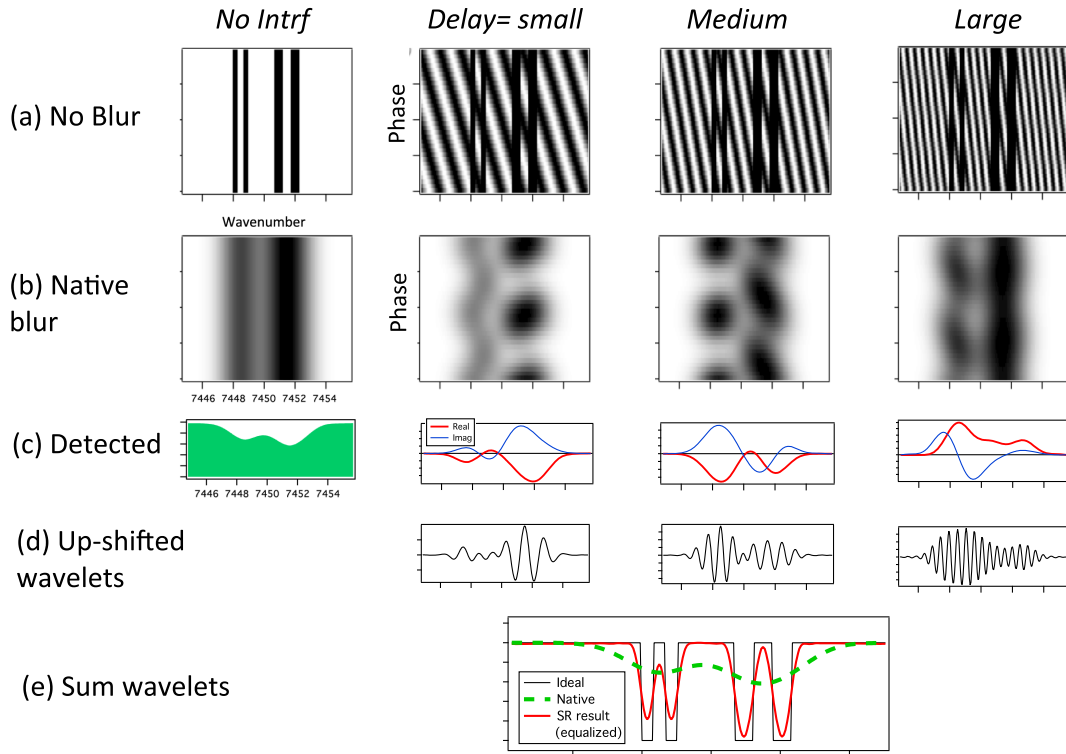 No Intrf
Delay= small
Medium
Large
(a) No Blur
Phase
Wavenumber
(b) Native
blur
Phase
7446 7448 7450 7452 7454
(c) Detected
Real
Imag
7446 7448 7450 7452 7454
(d) Up-shifted
wavelets
(e) Sum wavelets
Ideal
Native
SR result
(equalized)